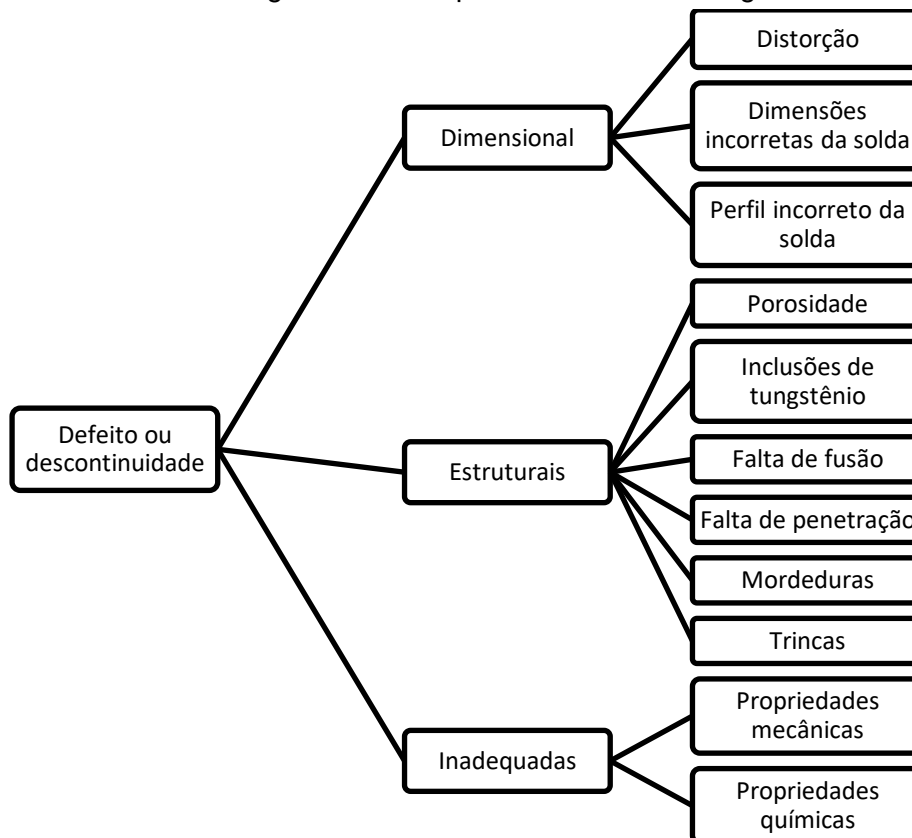 Distorção
Dimensões
incorretas da solda
Dimensional
Perfil incorreto da
solda
Porosidade
Inclusões de
tungstênio
Defeito ou
descontinuidade
Estruturais
Falta de fusão
Falta de penetração
Mordeduras
Trincas
Propriedades
mecânicas
Inadequadas
Propriedades
químicas